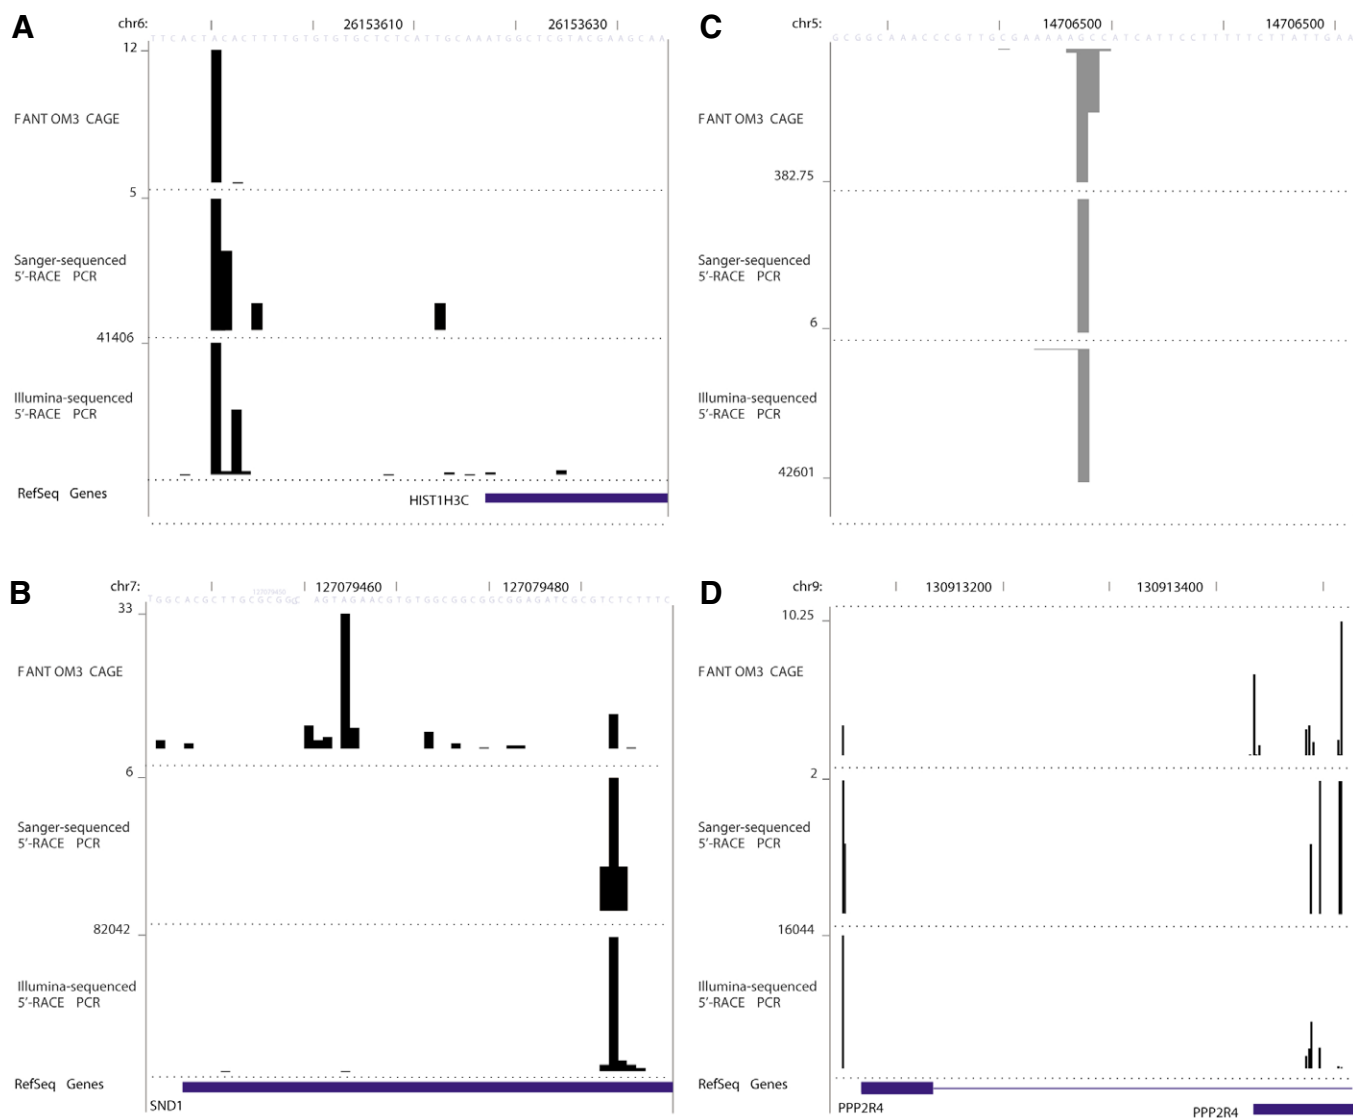 A
chr6:
26153610
26153630
12
FANTOM3 CAGE
5
Sanger-sequenced
5'-RACE PCR
41406
Illumina-sequenced
5'-RACE PCR
RefSeq Genes
HIST1H3C
C
chr5:
14706500
14706500
FANTOM3 CAGE
382.75
Sanger-sequenced
5'-RACE PCR
6
Illumina-sequenced
5'-RACE PCR
42601
B
chr7:
127079460
127079480
33
FANTOM3 CAGE
6
Sanger-sequenced
5'-RACE PCR
82042
Illumina-sequenced
5'-RACE PCR
RefSeq Genes
SND1
D
chr9:
130913200
130913400
10.25
FANTOM3 CAGE
2
Sanger-sequenced
5'-RACE PCR
16044
Illumina-sequenced
5'-RACE PCR
RefSeq Genes
PPP2R4
PPP2R4